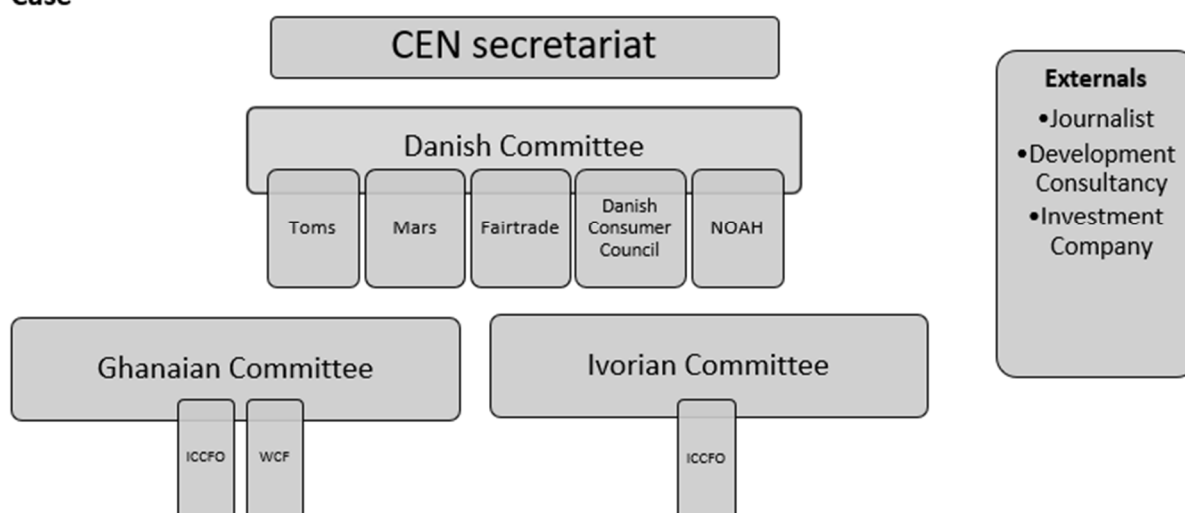 Case
CEN secretariat
Danish Committee
Toms
Mars
Fairtrade
Danish
Consumer
Council
NOAH
Ghanaian Committee
ICCFO
WCF
Ivorian Committee
ICCFO
Externals
•Journalist
•Development
Consultancy
•Investment
Company